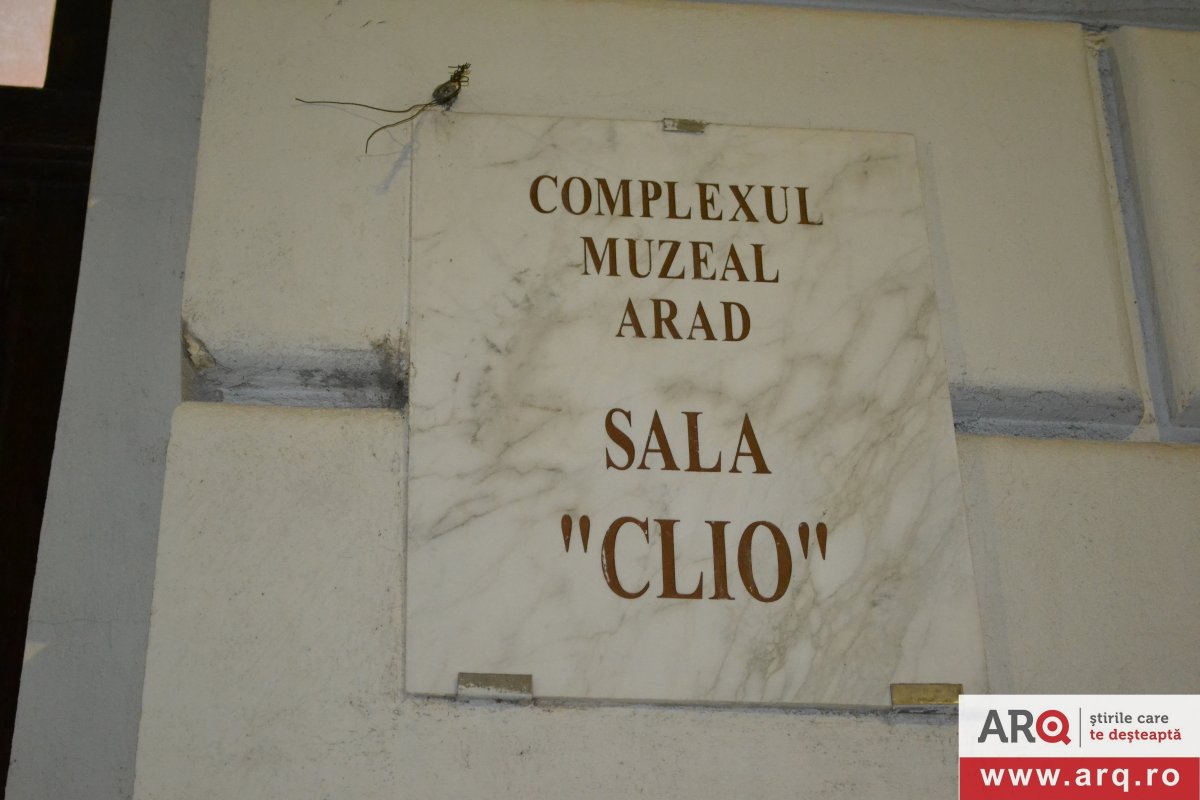 COMPLEXUL
MUZEAL
ARAD
SALA
"CLIO"
ARQ
știrile care
te deșteaptă
www.arq.ro